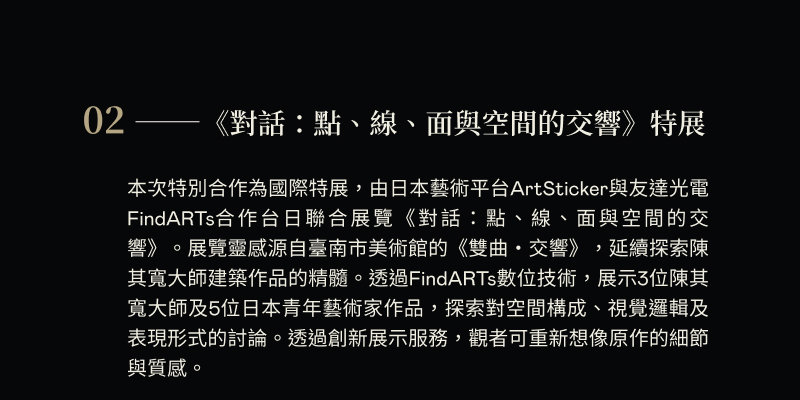 02 ——《對話：點、線、面與空間的交響》特展
本次特別合作為國際特展，由日本藝術平台ArtSticker與友達光電
FindARTs合作台日聯合展覽《對話：點、線、面與空間的交
響》。展覽靈感源自臺南市美術館的《雙曲・交響》，延續探索陳
其寬大師建築作品的精髓。透過FindARTs數位技術，展示3位陳其
寬大師及5位日本青年藝術家作品，探索對空間構成、視覺邏輯及
表現形式的討論。透過創新展示服務，觀者可重新想像原作的細節
與質感。